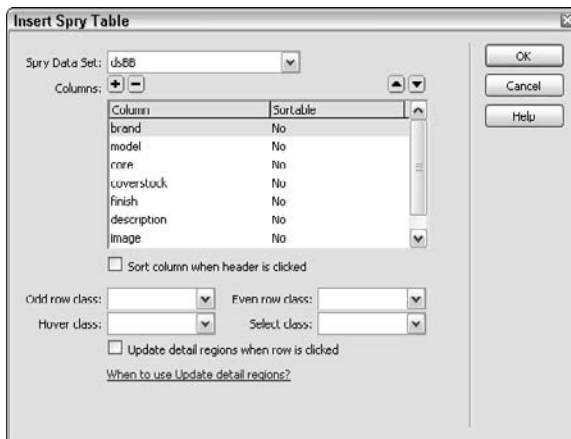 Insert Spry Table
Spry Data Set: dsBB
OK
Columns:
Cancel
Help
Column Sortable
brand No
model No
core No
coverstock No
finish No
description No
image No
Sort column when header is clicked
Odd row class: Even row class:
Hover class: Select class:
Update detail regions when row is clicked
When to use Update detail regions?